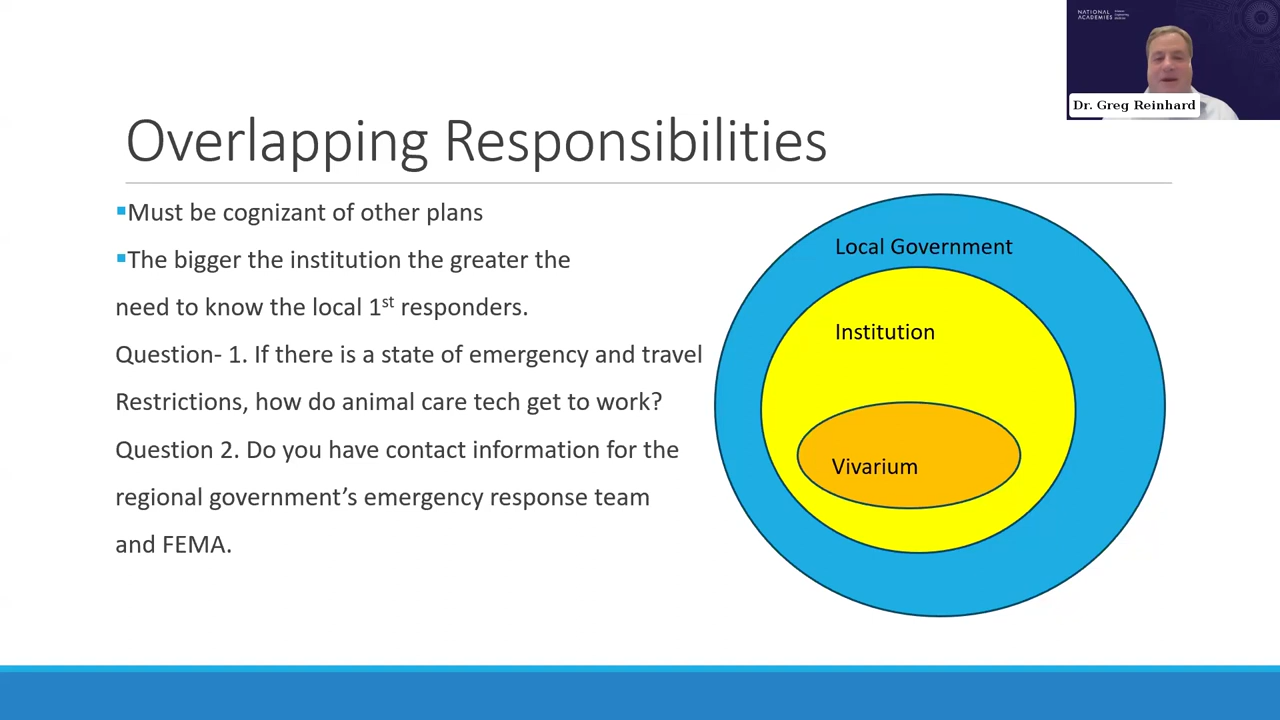 NATIONAL
ACADEMIES
Dr. Greg Reinhard
Overlapping Responsibilities
▪Must be cognizant of other plans
▪The bigger the institution the greater the
need to know the local 1st responders.
Question- 1. If there is a state of emergency and travel
Restrictions, how do animal care tech get to work?
Question 2. Do you have contact information for the
regional government’s emergency response team
and FEMA.
Local Government
Institution
Vivarium